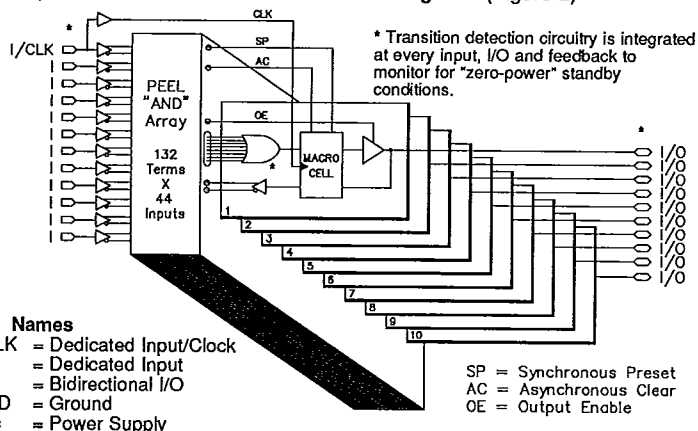 CLK
I/CLK
I
I
I
I
I
I
I
I
I
I
I
PEEL
"AND"
Array
132
Terms
X
44
Inputs
SP
AC
OE
MACRO
CELL
*
*
* Transition detection circuitry is integrated
at every input, I/O and feedback to
monitor for "zero-power" standby
conditions.
*
I/O
I/O
I/O
I/O
I/O
I/O
I/O
I/O
I/O
I/O
1
2
3
4
5
6
7
8
9
10
Names
LK = Dedicated Input/Clock
= Dedicated Input
= Bidirectional I/O
D = Ground
= Power Supply
SP = Synchronous Preset
AC = Asynchronous Clear
OE = Output Enable